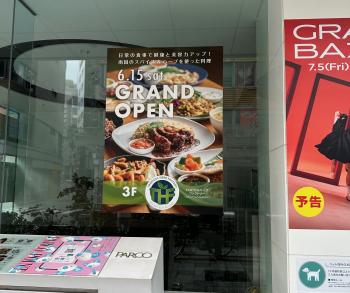 日常の食事で健康と美容力アップ！
南国のスパイス&ハーブを使った料理
6.15 sat
GRAND
OPEN
3F
PARCO
GRA
BAZ
7.5(Fri)
予告